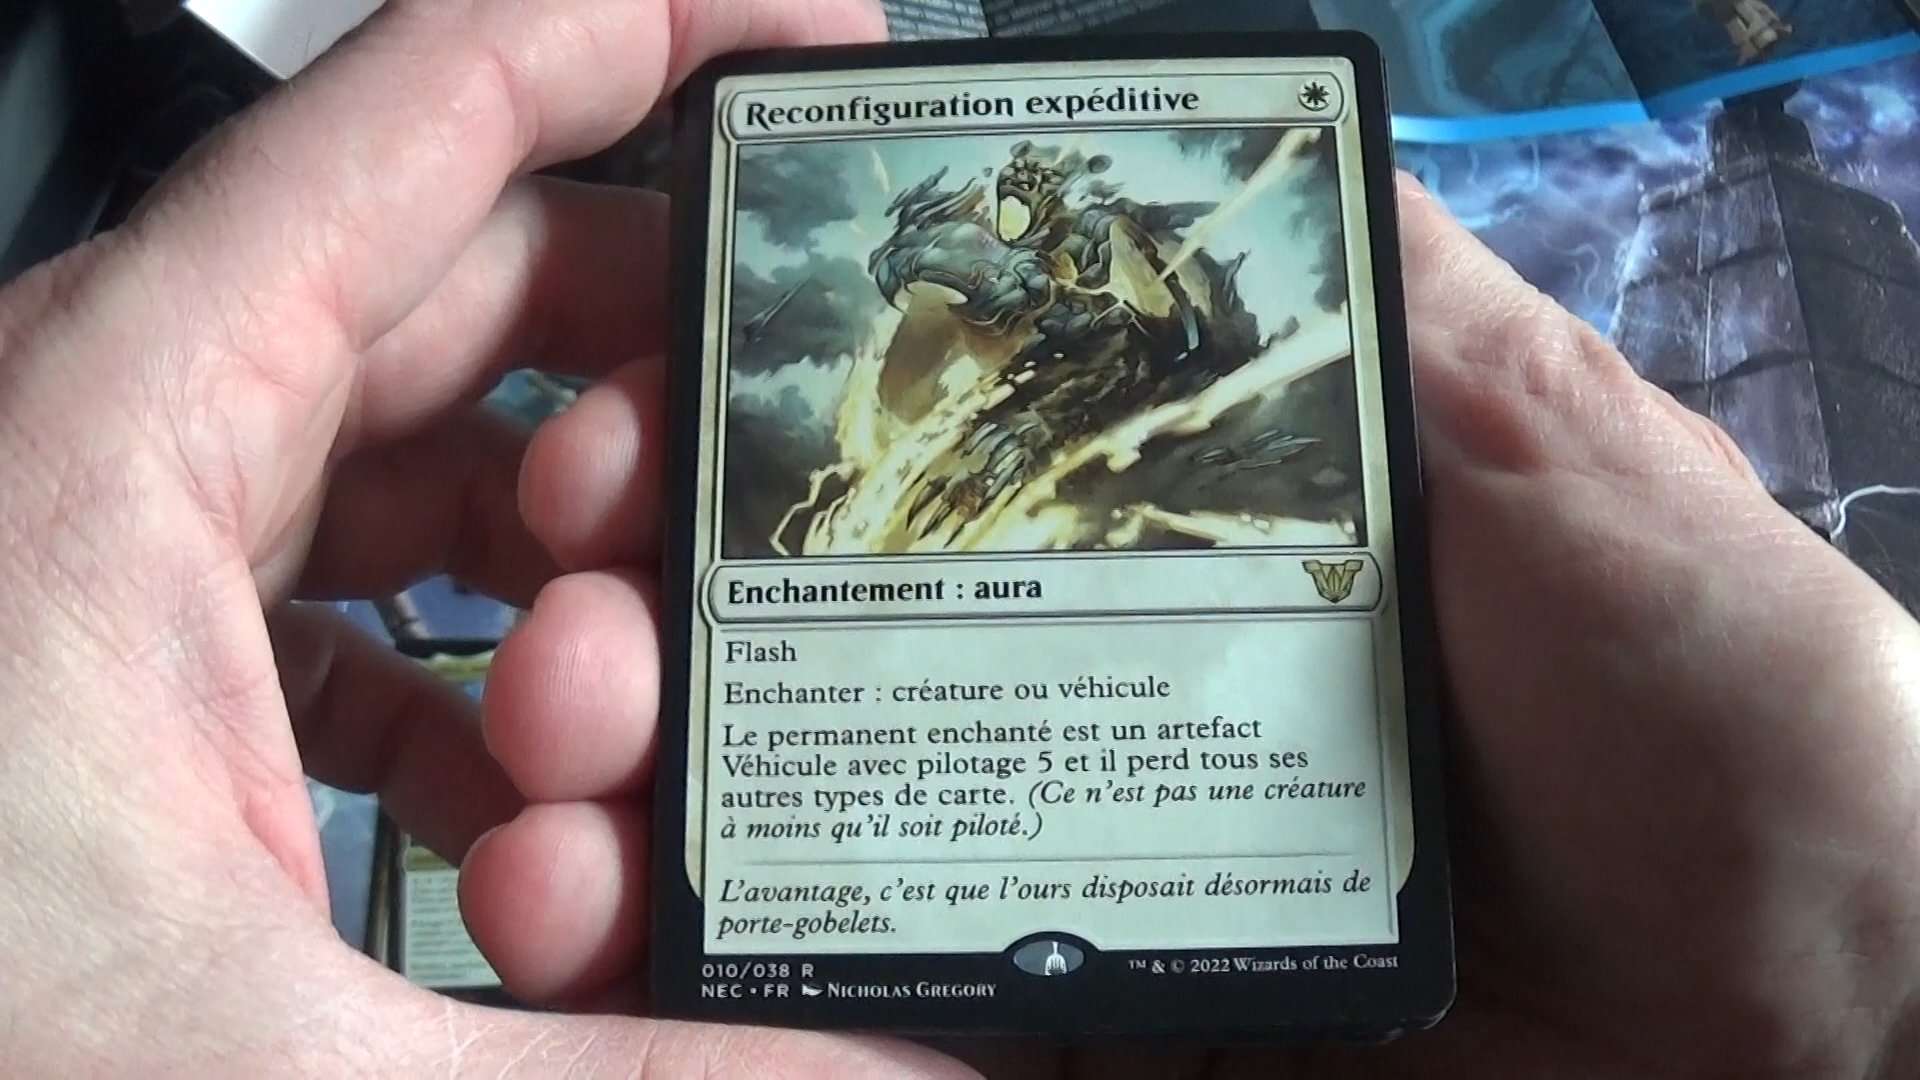 Reconfiguration expéditive
Enchantement : aura
Flash
Enchanter : créature ou véhicule
Le permanent enchanté est un artefact
Véhicule avec pilotage 5 et il perd tous ses
autres types de carte. (Ce n'est pas une créature
à moins qu'il soit piloté.)
L'avantage, c'est que l'ours disposait désormais de
porte-gobelets.
010/038 R
NEC • FR Nicholas Gregory
™ & © 2022 Wizards of the Coast